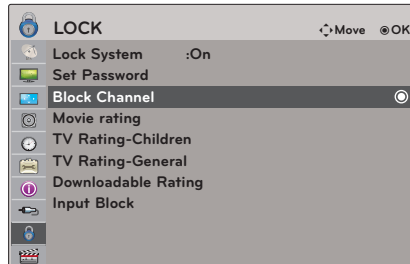 LOCK Move OK
Lock System :On
Set Password
Block Channel
Movie rating
TV Rating-Children
TV Rating-General
Downloadable Rating
Input Block